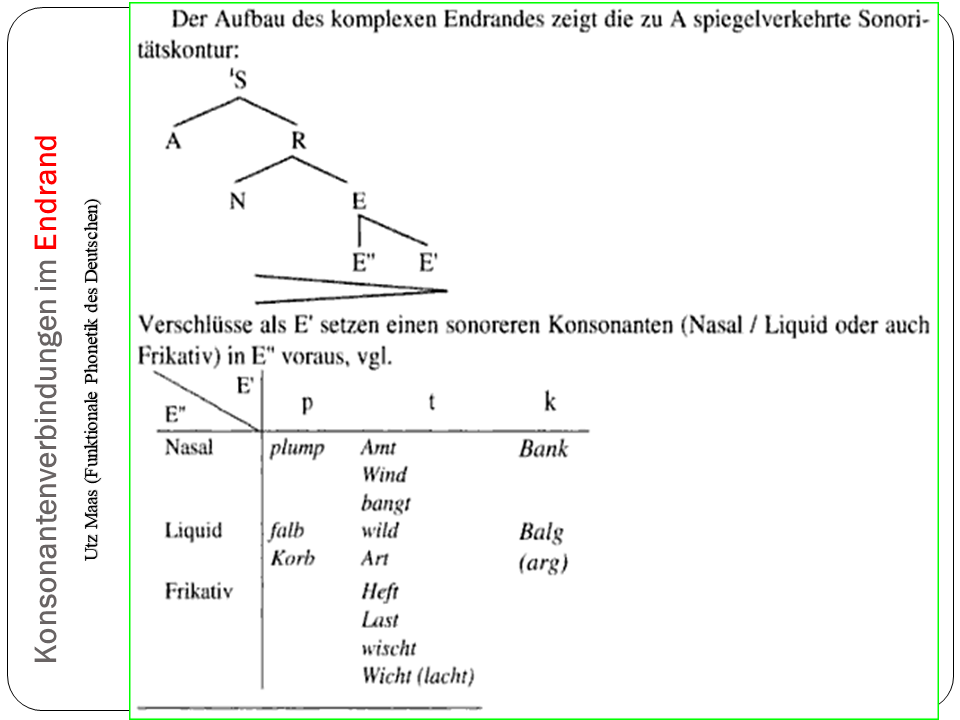 Konsonantenverbindungen im Endrand
Utz Maas (Funktionale Phonetik des Deutschen)
Der Aufbau des komplexen Endrandes zeigt die zu A spiegelverkehrte Sonori-
tätskontur:
'S
A R
N E
E" E'
Verschlüsse als E' setzen einen sonoreren Konsonanten (Nasal / Liquid oder auch
Frikativ) in E" voraus, vgl.
E'
E" p t k
Nasal plump Amt Bank
Wind
bangt
Liquid falb wild Balg
Korb Art (arg)
Frikativ Heft
Last
wischt
Wicht (lacht)